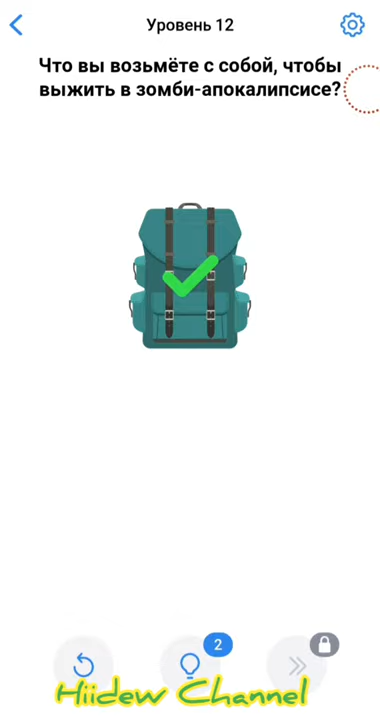 Уровень 12
Что вы возьмёте с собой, чтобы
выжить в зомби-апокалипсисе?
2
Hiidew Channel